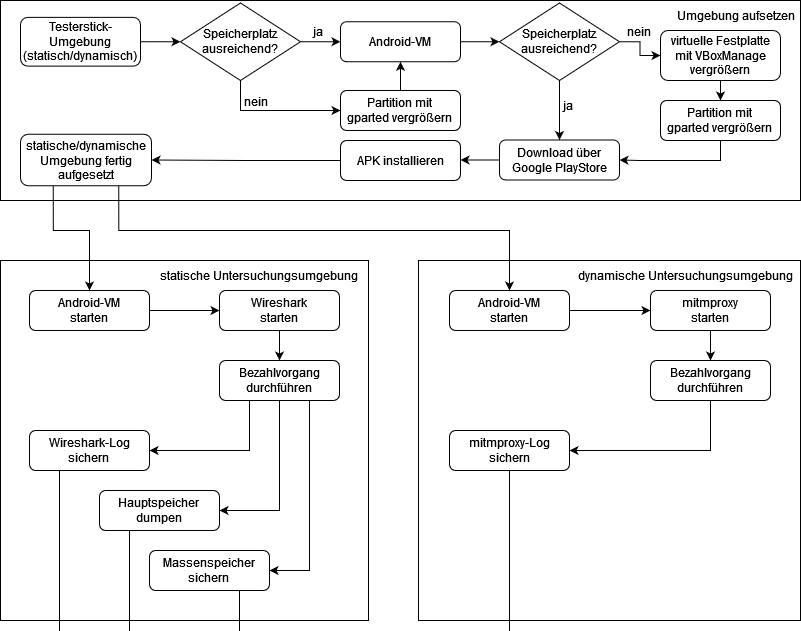 Umgebung aufsetzen
Testerstick-
Umgebung
(statisch/dynamisch)
Speicherplatz
ausreichend?
ja
nein
Android-VM
Partition mit
gparted vergrößern
Speicherplatz
ausreichend?
nein
ja
virtuelle Festplatte
mit VBoxManage
vergrößern
Partition mit
gparted vergrößern
Download über
Google PlayStore
APK installieren
statische/dynamische
Umgebung fertig
aufgesetzt
statische Untersuchungsumgebung
Android-VM
starten
Wireshark
starten
Bezahlvorgang
durchführen
Wireshark-Log
sichern
Hauptspeicher
dumpen
Massenspeicher
sichern
dynamische Untersuchungsumgebung
Android-VM
starten
mitmproxy
starten
Bezahlvorgang
durchführen
mitmproxy-Log
sichern